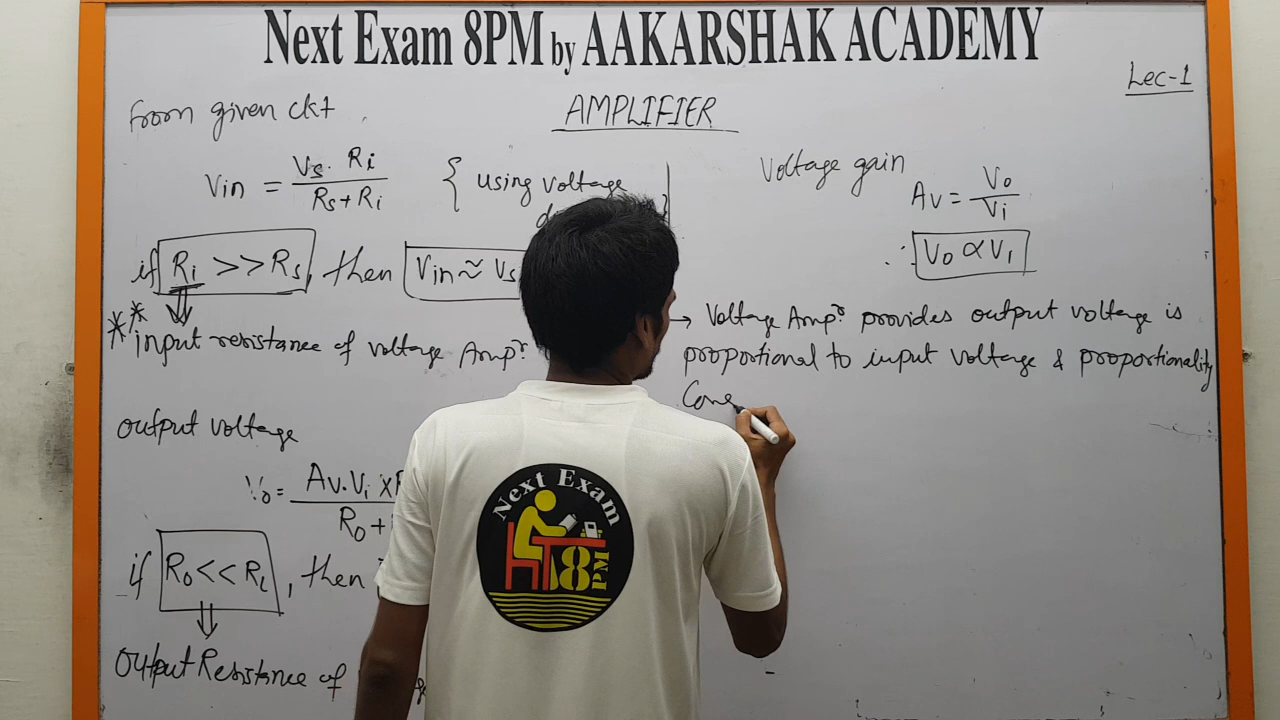 Next Exam 8PM by AAKARSHAK ACADEMY
Lec-1
AMPLIFIER
from given ckt
Vin = Vs. Ri / Rs+Ri { using voltage
if Ri >> Rs, then Vin ≈ Vs
** input resistance of voltage Ampr
output voltage
Vo = Av.Vi x
Ro+
if Ro << RL, then
Output Resistance of
Voltage gain
Av = Vo / Vi
∴ Vo ∝ Vi
→ Voltage Ampr provides output voltage is
proportional to input voltage & proportionality
Cons
Next Exam
8PM